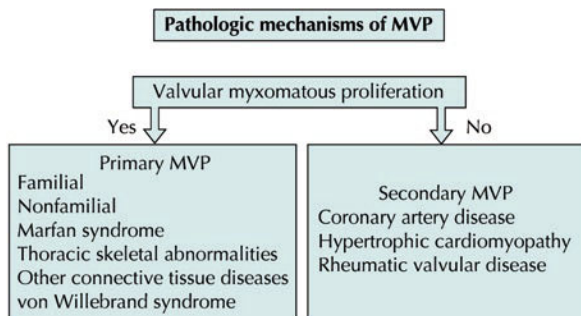 Pathologic mechanisms of MVP
Valvular myxomatous proliferation
Yes
No
Primary MVP
Familial
Nonfamilial
Marfan syndrome
Thoracic skeletal abnormalities
Other connective tissue diseases
von Willebrand syndrome
Secondary MVP
Coronary artery disease
Hypertrophic cardiomyopathy
Rheumatic valvular disease